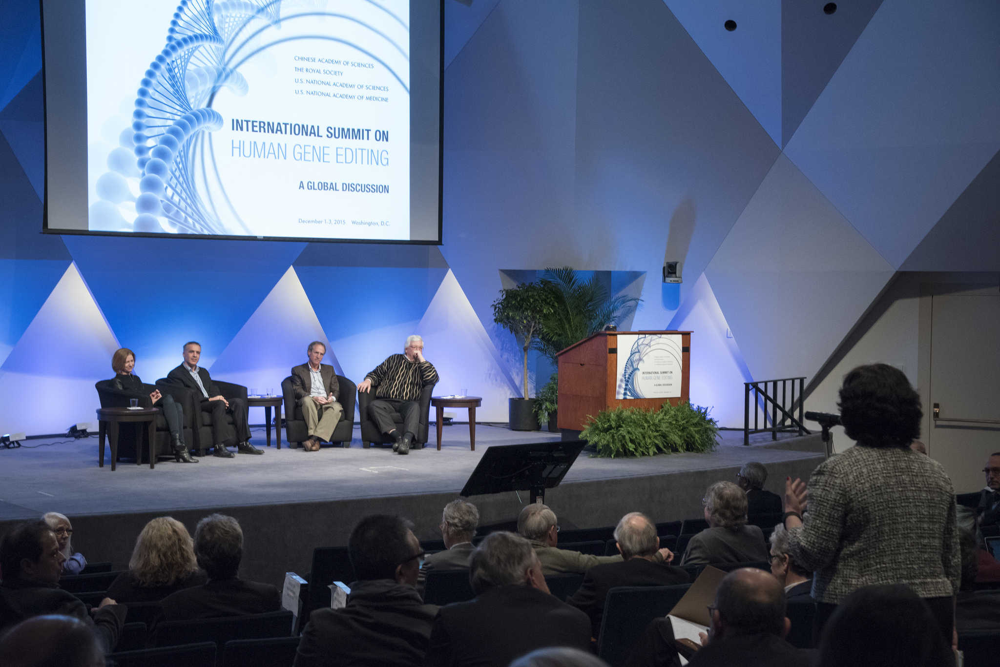 CHINESE ACADEMY OF SCIENCES
THE ROYAL SOCIETY
U.S. NATIONAL ACADEMY OF SCIENCES
U.S. NATIONAL ACADEMY OF MEDICINE
INTERNATIONAL SUMMIT ON
HUMAN GENE EDITING
A GLOBAL DISCUSSION
December 1-3, 2015 Washington, D.C.
INTERNATIONAL SUMMIT ON
HUMAN GENE EDITING
A GLOBAL DISCUSSION